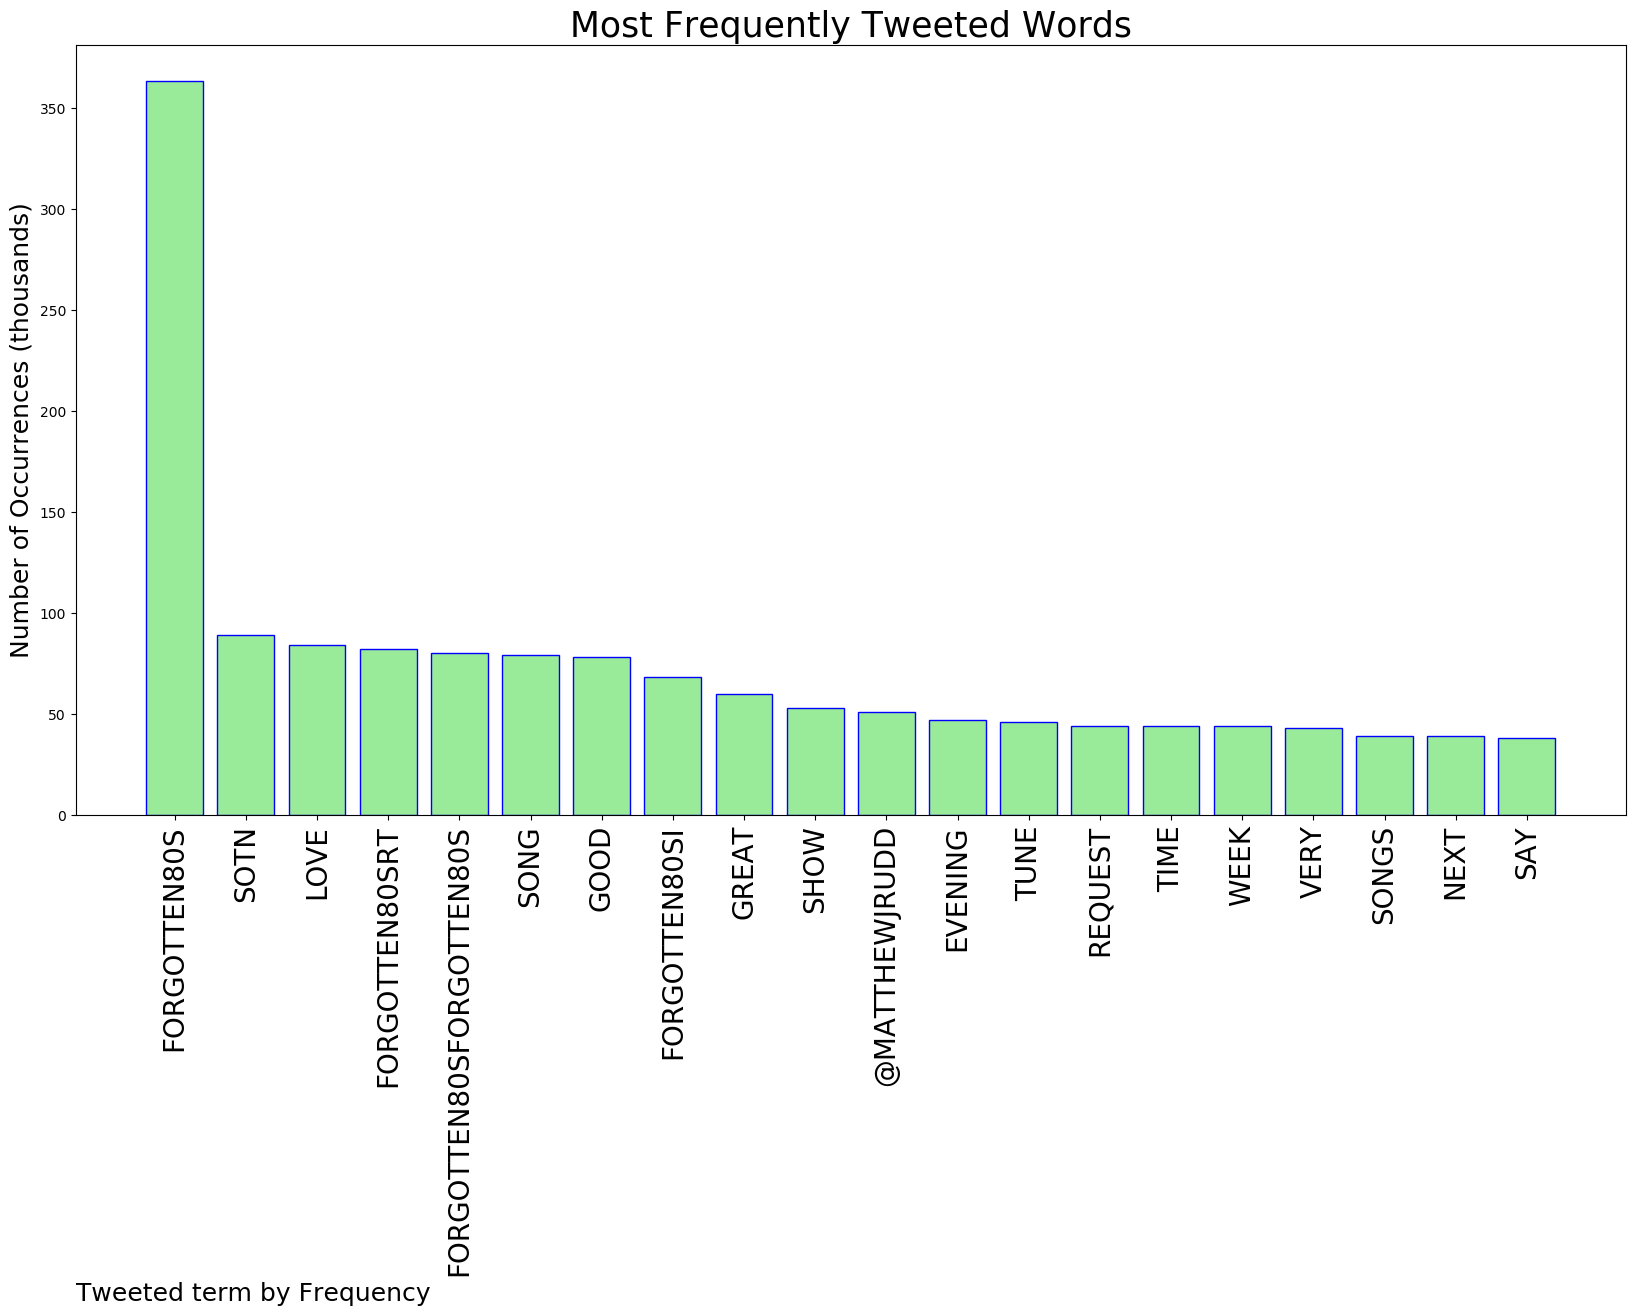 Most Frequently Tweeted Words
Number of Occurrences (thousands)
350
300
250
200
150
100
50
0
FORGOTTEN80S
SOTN
LOVE
FORGOTTEN80SRT
FORGOTTEN80SFORGOTTEN80S
SONG
GOOD
FORGOTTEN80SI
GREAT
SHOW
@MATTHEWJRUDD
EVENING
TUNE
REQUEST
TIME
WEEK
VERY
SONGS
NEXT
SAY
Tweeted term by Frequency